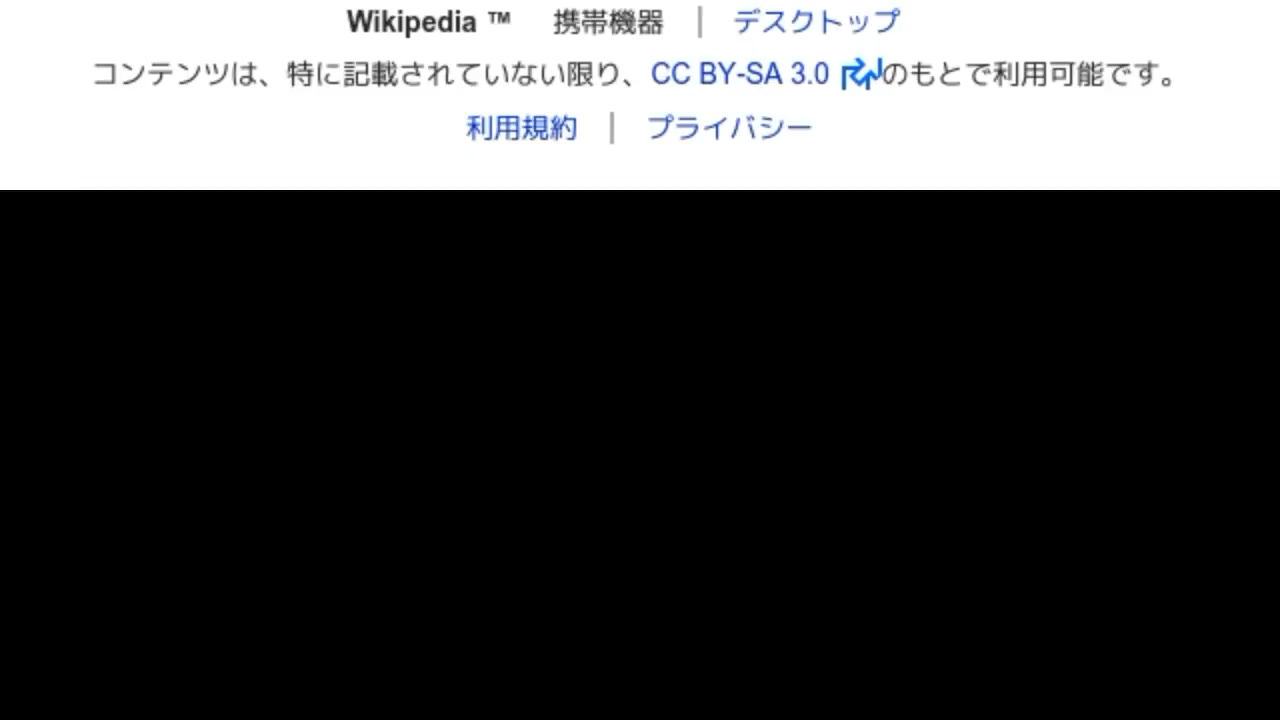 Wikipedia ™ 携帯機器 | デスクトップ
コンテンツは、特に記載されていない限り、CC BY-SA 3.0 のもとで利用可能です。
利用規約 | プライバシー